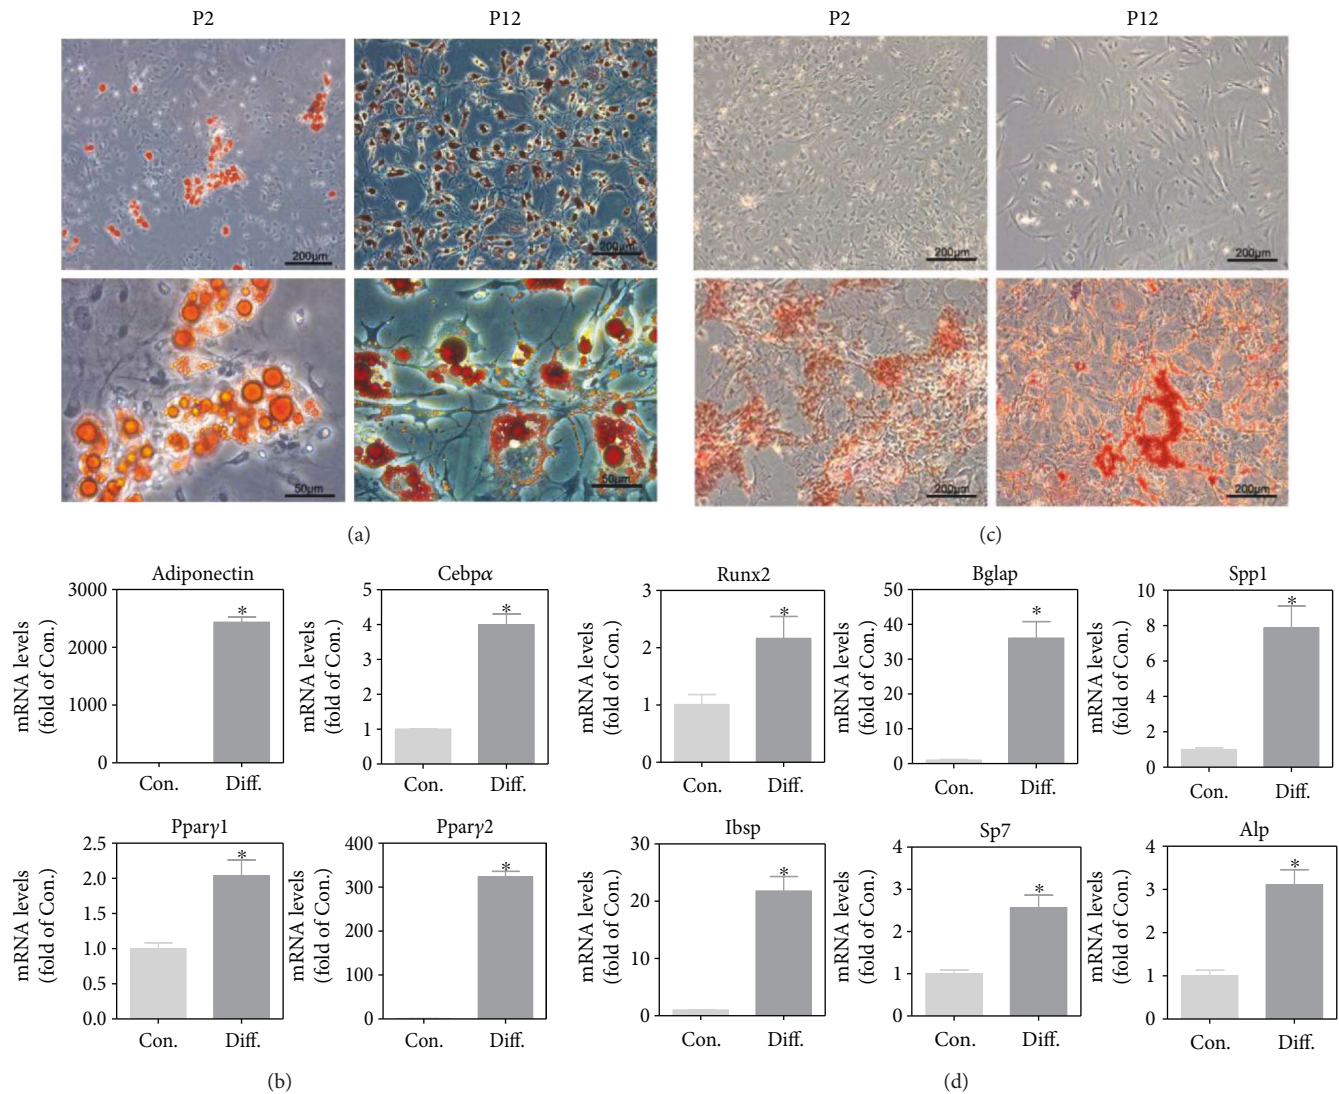 P2 P12 P2 P12
200µm 200µm 200µm 200µm
50µm 50µm 200µm 200µm
(a) (c)
Adiponectin Cebpα Runx2 Bglap Spp1
mRNA levels (fold of Con.) 3000 2000 1000 0 * Con. Diff.
mRNA levels (fold of Con.) 5 4 3 2 1 0 * Con. Diff.
mRNA levels (fold of Con.) 3 2 1 0 * Con. Diff.
mRNA levels (fold of Con.) 50 40 30 20 10 0 * Con. Diff.
mRNA levels (fold of Con.) 10 8 6 4 2 0 * Con. Diff.
Pparγ1 Pparγ2 Ibsp Sp7 Alp
mRNA levels (fold of Con.) 2.5 2.0 1.5 1.0 0.5 0.0 * Con. Diff.
mRNA levels (fold of Con.) 400 300 200 100 0 * Con. Diff.
mRNA levels (fold of Con.) 30 20 10 0 * Con. Diff.
mRNA levels (fold of Con.) 4 3 2 1 0 * Con. Diff.
mRNA levels (fold of Con.) 4 3 2 1 0 * Con. Diff.
(b) (d)